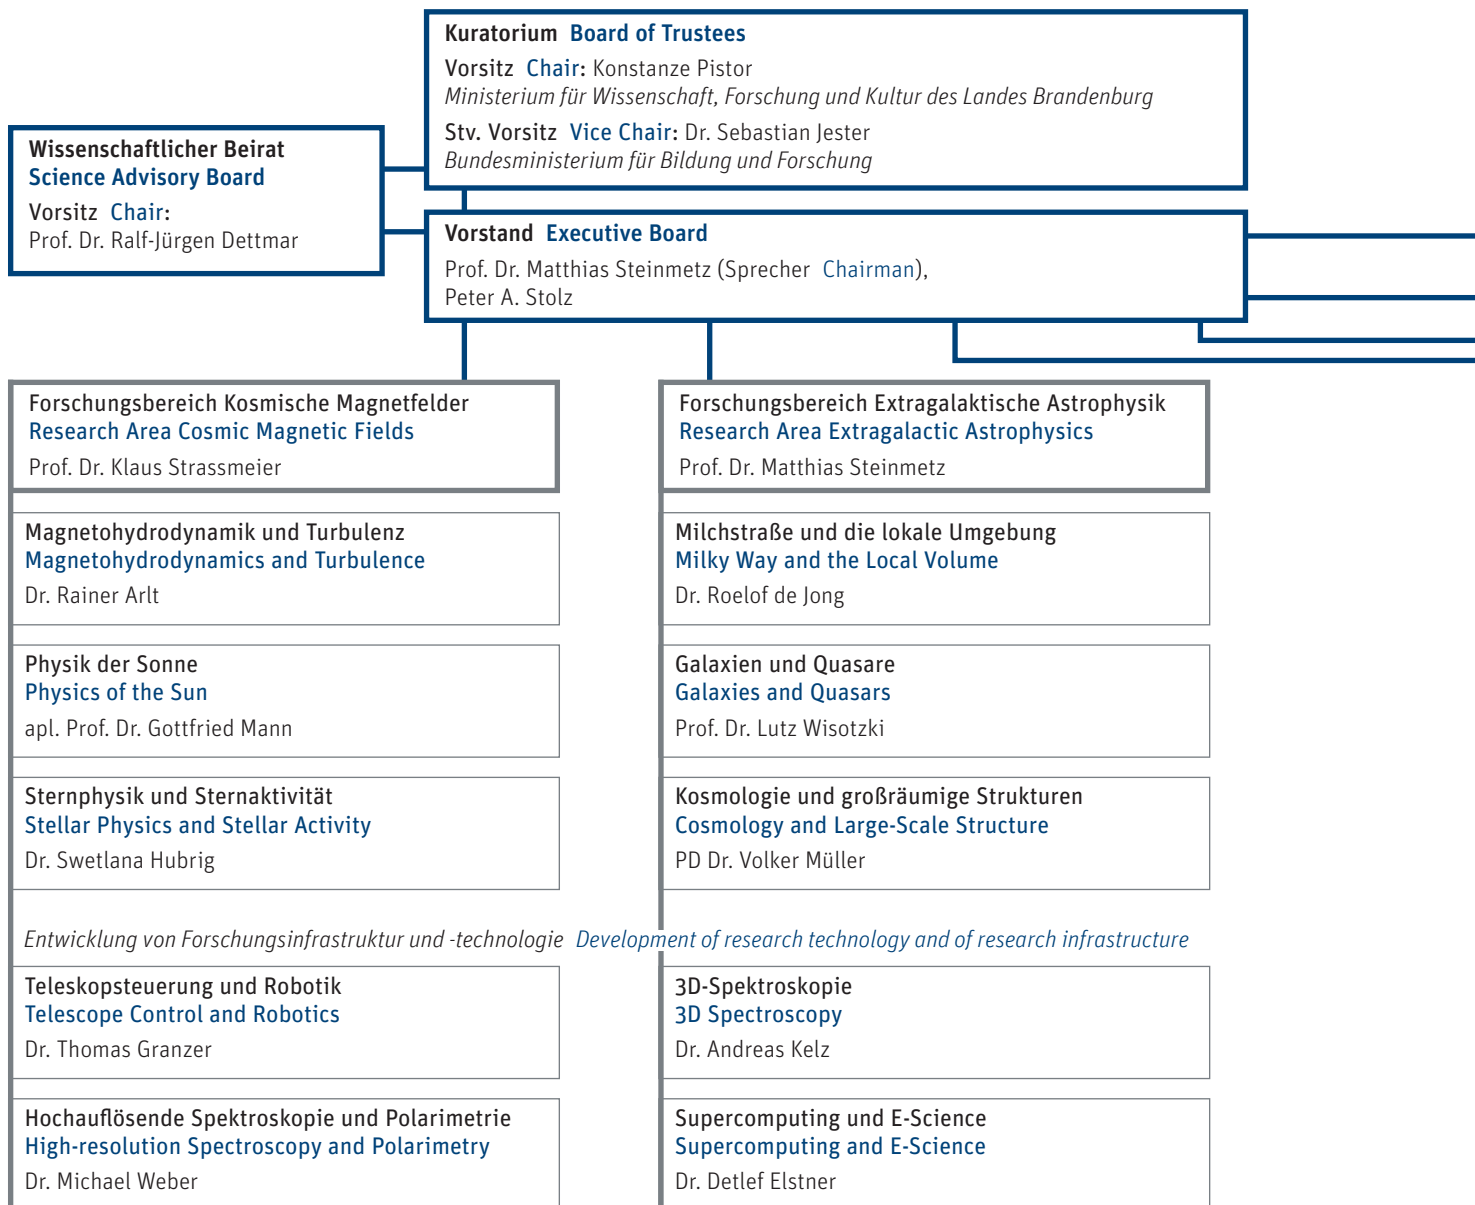 Kuratorium Board of Trustees
Vorsitz Chair: Konstanze Pistor
Ministerium für Wissenschaft, Forschung und Kultur des Landes Brandenburg
Stv. Vorsitz Vice Chair: Dr. Sebastian Jester
Bundesministerium für Bildung und Forschung
Wissenschaftlicher Beirat
Science Advisory Board
Vorsitz Chair:
Prof. Dr. Ralf-Jürgen Dettmar
Vorstand Executive Board
Prof. Dr. Matthias Steinmetz (Sprecher Chairman),
Peter A. Stolz
Forschungsbereich Kosmische Magnetfelder
Research Area Cosmic Magnetic Fields
Prof. Dr. Klaus Strassmeier
Magnetohydrodynamik und Turbulenz
Magnetohydrodynamics and Turbulence
Dr. Rainer Arlt
Physik der Sonne
Physics of the Sun
apl. Prof. Dr. Gottfried Mann
Sternphysik und Sternaktivität
Stellar Physics and Stellar Activity
Dr. Swetlana Hubrig
Forschungsbereich Extragalaktische Astrophysik
Research Area Extragalactic Astrophysics
Prof. Dr. Matthias Steinmetz
Milchstraße und die lokale Umgebung
Milky Way and the Local Volume
Dr. Roelof de Jong
Galaxien und Quasare
Galaxies and Quasars
Prof. Dr. Lutz Wisotzki
Kosmologie und großräumige Strukturen
Cosmology and Large-Scale Structure
PD Dr. Volker Müller
Entwicklung von Forschungsinfrastruktur und -technologie Development of research technology and of research infrastructure
Teleskopsteuerung und Robotik
Telescope Control and Robotics
Dr. Thomas Granzer
Hochauflösende Spektroskopie und Polarimetrie
High-resolution Spectroscopy and Polarimetry
Dr. Michael Weber
3D-Spektroskopie
3D Spectroscopy
Dr. Andreas Kelz
Supercomputing und E-Science
Supercomputing and E-Science
Dr. Detlef Elstner